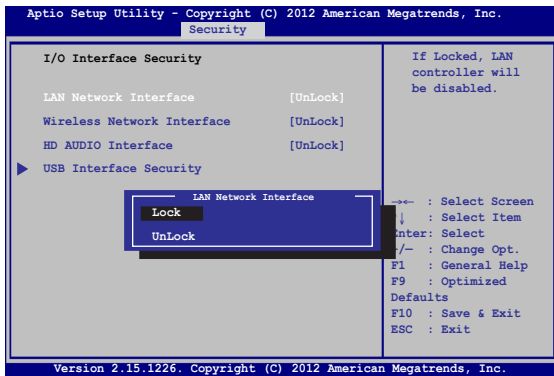 Aptio Setup Utility - Copyright (C) 2012 American Megatrends, Inc.
Security
I/O Interface Security
LAN Network Interface [UnLock]
Wireless Network Interface [UnLock]
HD AUDIO Interface [UnLock]
USB Interface Security
If Locked, LAN
controller will
be disabled.
LAN Network Interface
Lock
UnLock
→← : Select Screen
↓ : Select Item
Enter: Select
+/— : Change Opt.
F1 : General Help
F9 : Optimized
Defaults
F10 : Save & Exit
ESC : Exit
Version 2.15.1226. Copyright (C) 2012 American Megatrends, Inc.